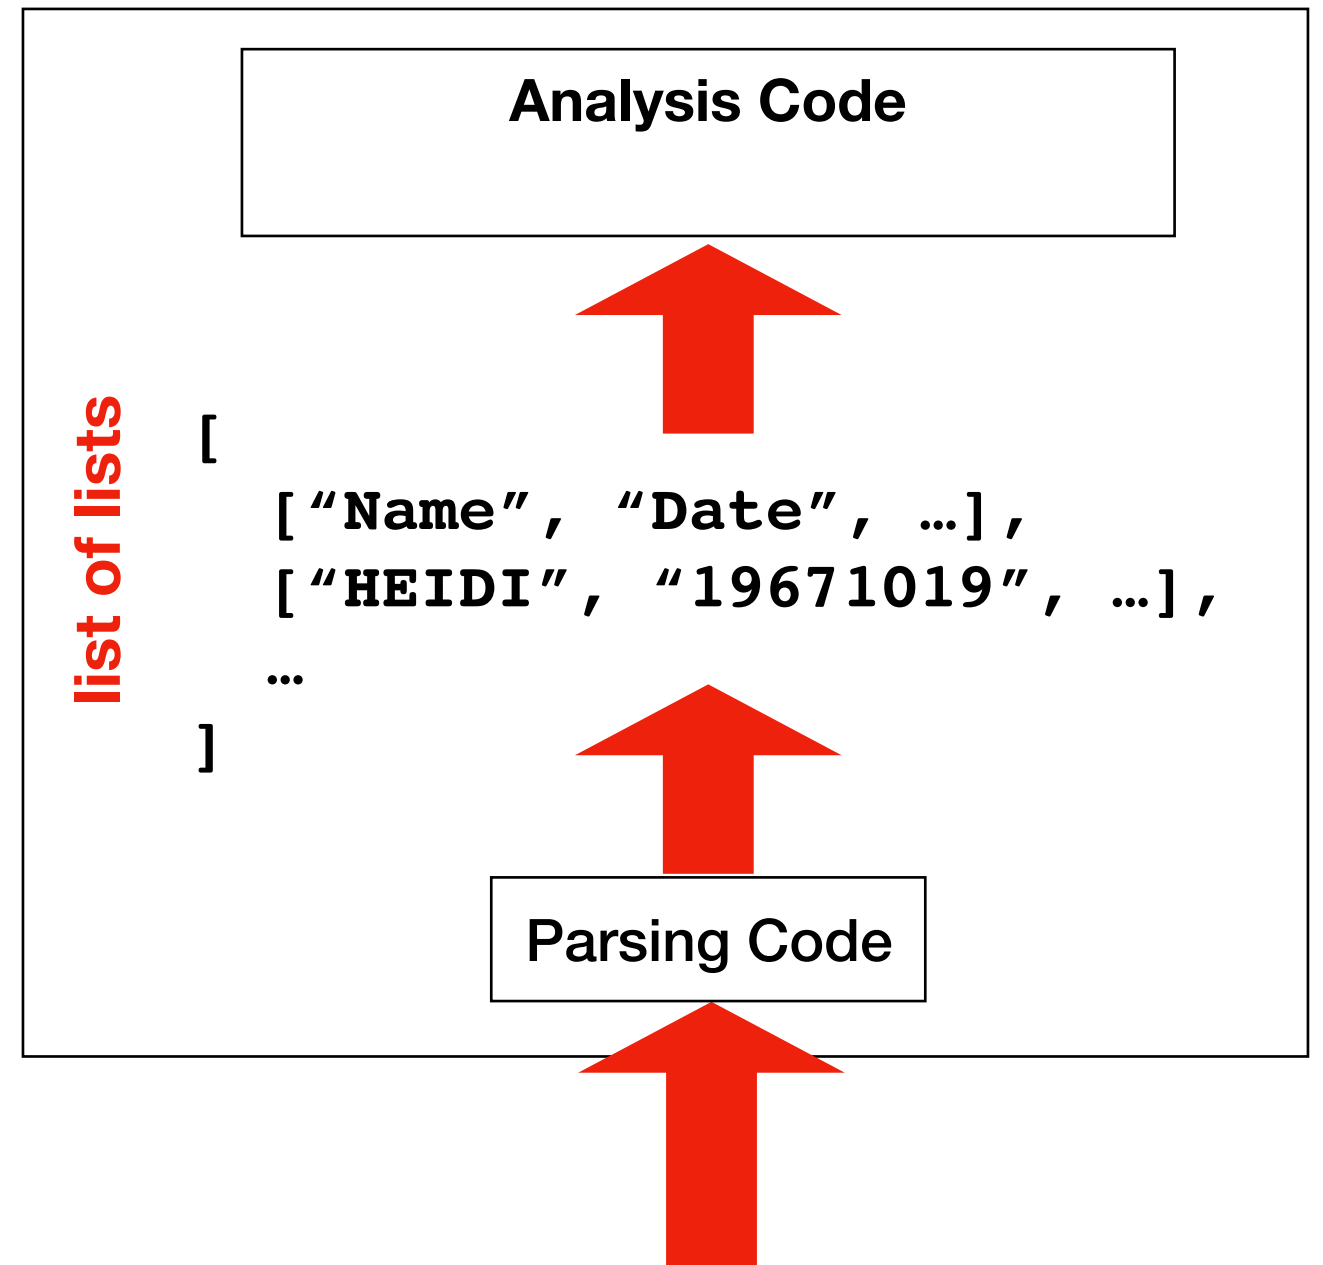 Analysis Code
list of lists
[
[“Name”, “Date”, …],
[“HEIDI”, “19671019”, …],
…
]
Parsing Code